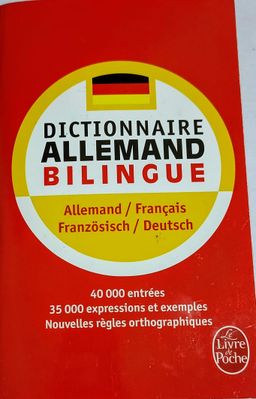 DICTIONNAIRE
ALLEMAND
BILINGUE
Allemand / Français
Französisch / Deutsch
40 000 entrées
35 000 expressions et exemples
Nouvelles règles orthographiques
Le
Livre
de
Poche